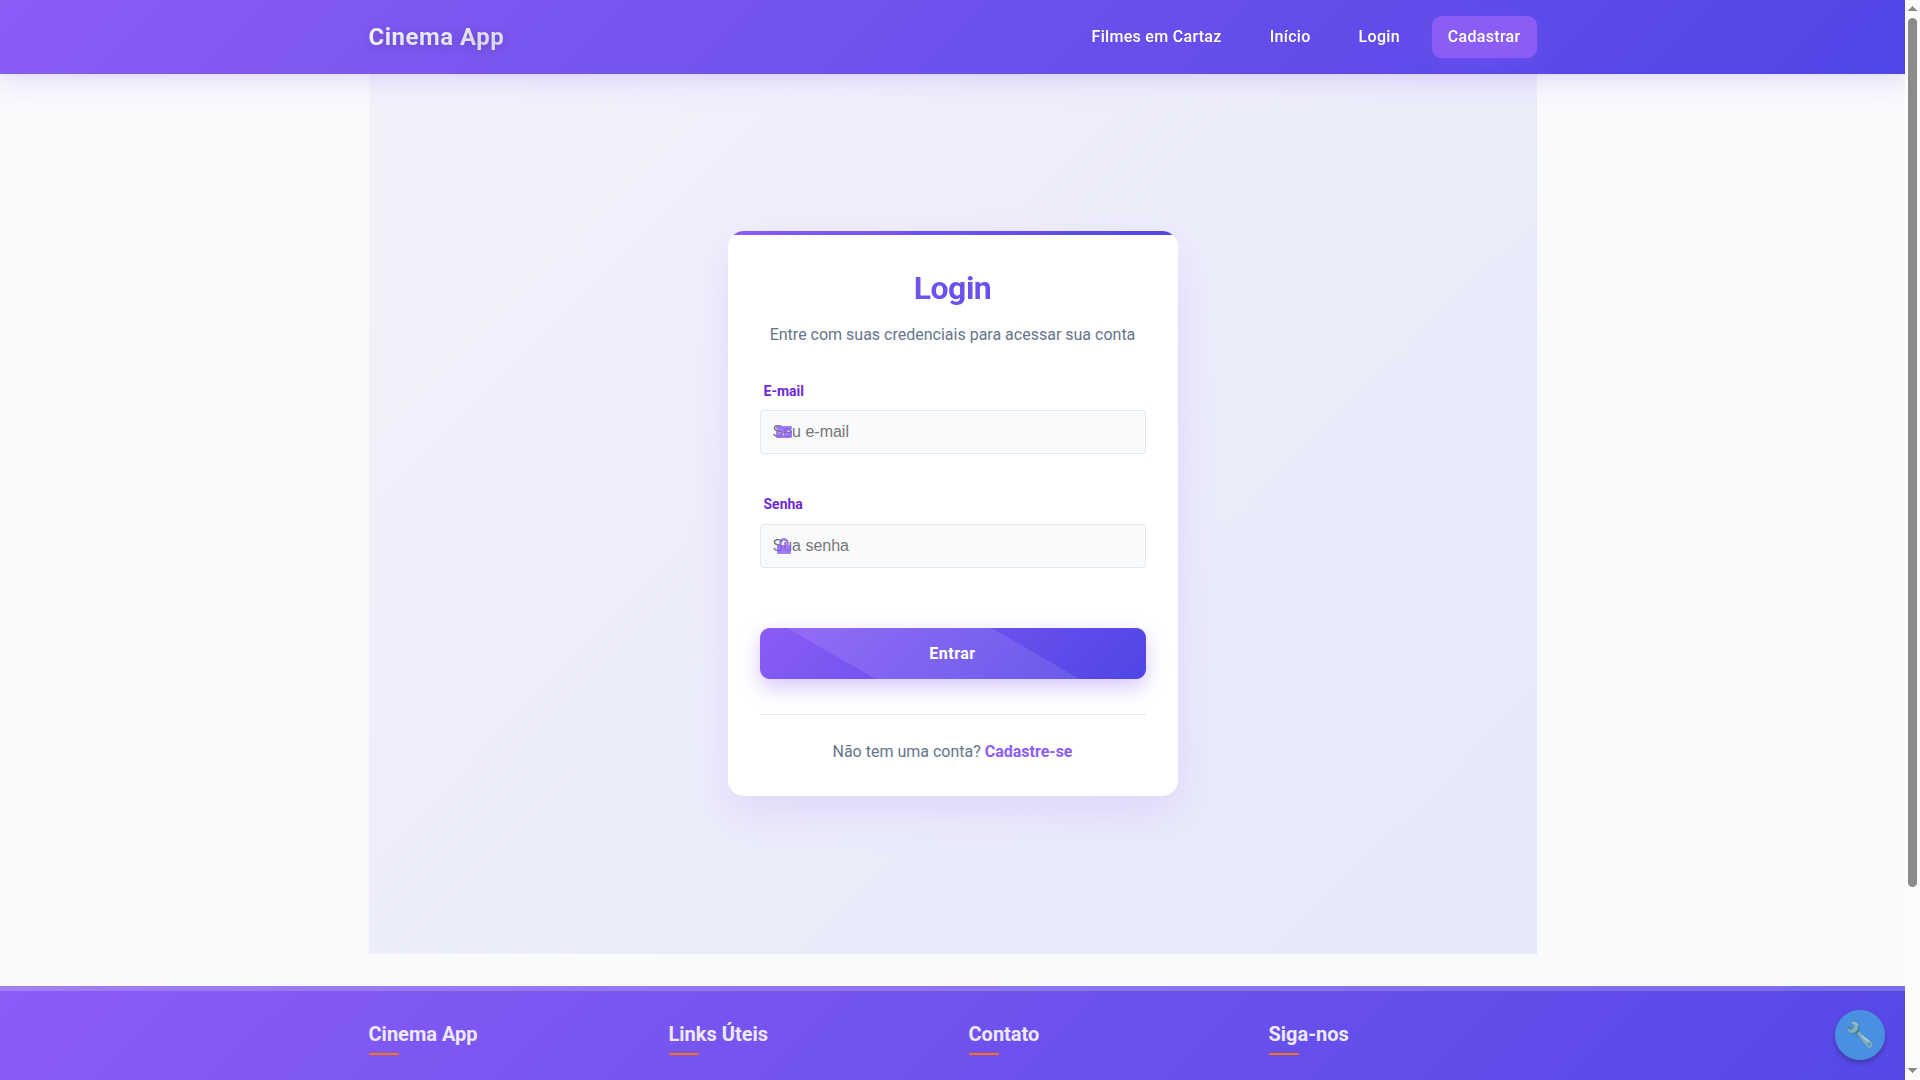 Cinema App
Filmes em Cartaz
Início
Login
Cadastrar
Login
Entre com suas credenciais para acessar sua conta
E-mail
Seu e-mail
Senha
Sua senha
Entrar
Não tem uma conta? Cadastre-se
Cinema App
Links Úteis
Contato
Siga-nos